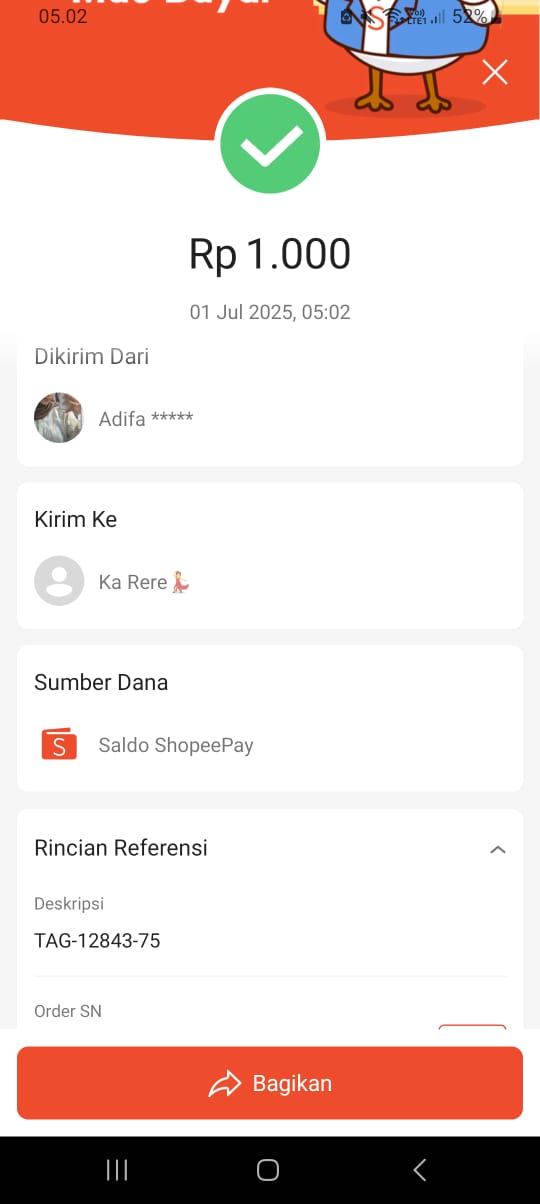 05.02
52%
Rp 1.000
01 Jul 2025, 05:02
Dikirim Dari
Adifa *****
Kirim Ke
Ka Rere💃
Sumber Dana
S
Saldo ShopeePay
Rincian Referensi
Deskripsi
TAG-12843-75
Order SN
Bagikan